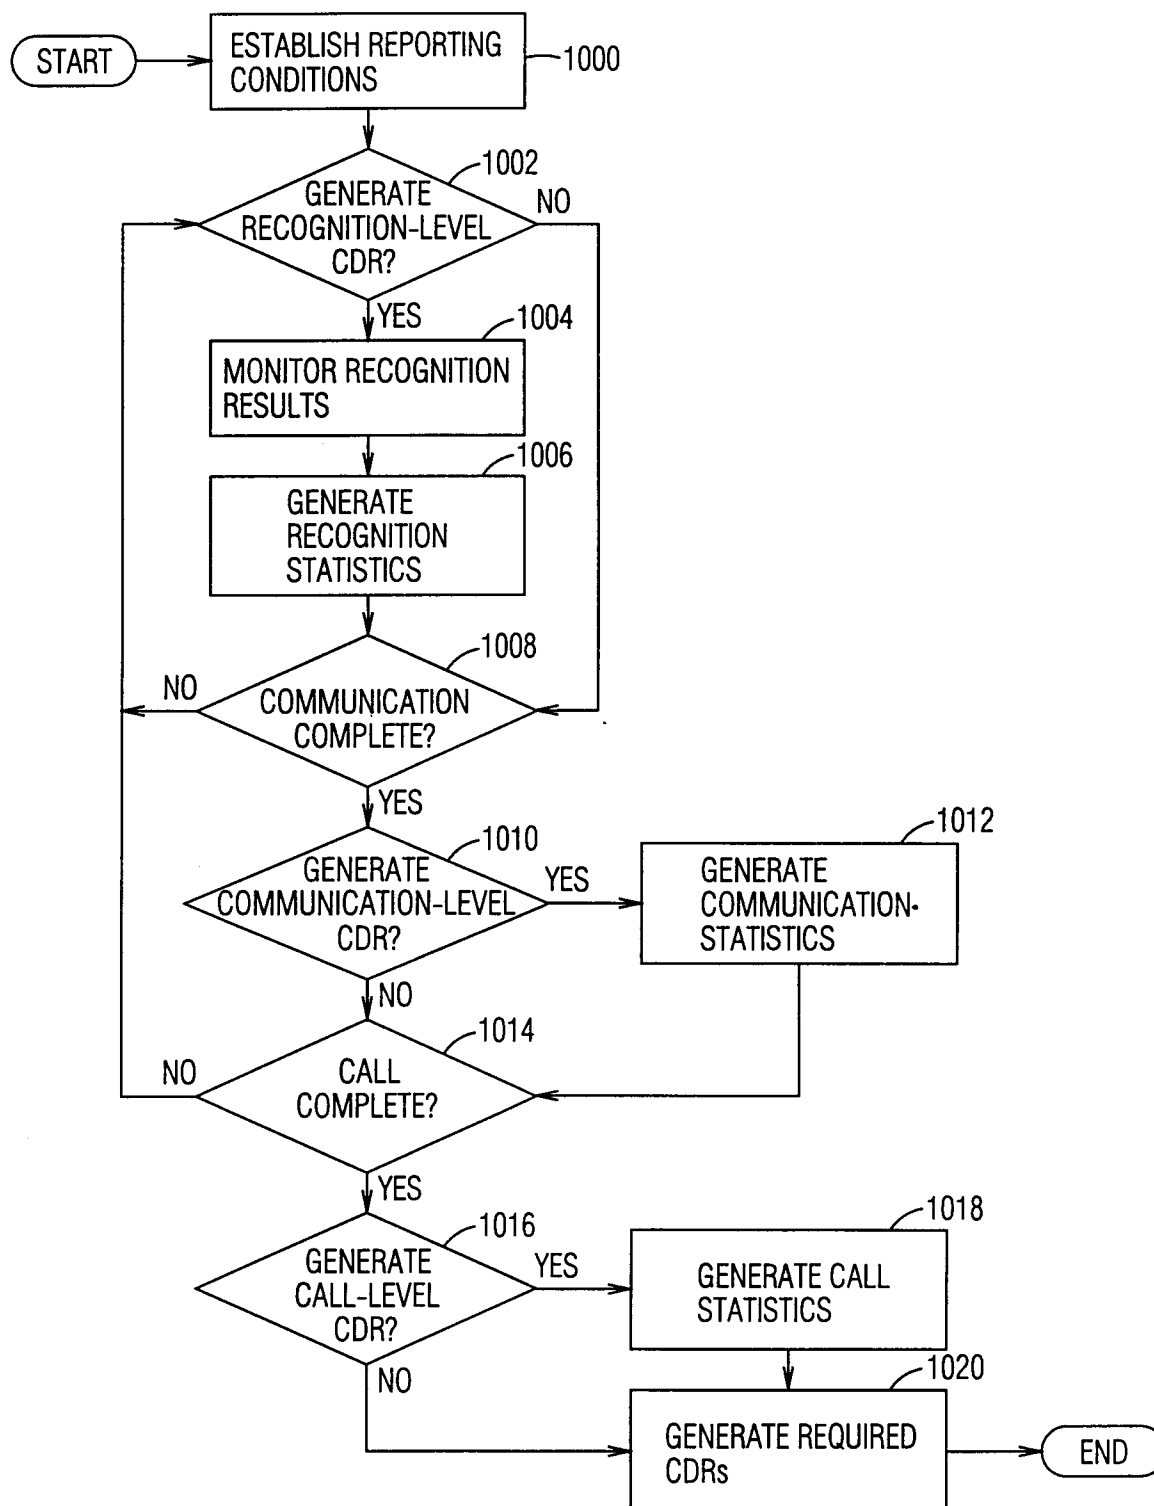 START
ESTABLISH REPORTING
CONDITIONS
1000
1002
GENERATE
RECOGNITION-LEVEL
CDR?
NO
YES
1004
MONITOR RECOGNITION
RESULTS
1006
GENERATE
RECOGNITION
STATISTICS
1008
NO
COMMUNICATION
COMPLETE?
YES
1010
GENERATE
COMMUNICATION-LEVEL
CDR?
YES
1012
GENERATE
COMMUNICATION-
STATISTICS
NO
1014
NO
CALL
COMPLETE?
YES
1016
GENERATE
CALL-LEVEL
CDR?
YES
1018
GENERATE CALL
STATISTICS
NO
1020
GENERATE REQUIRED
CDRs
END